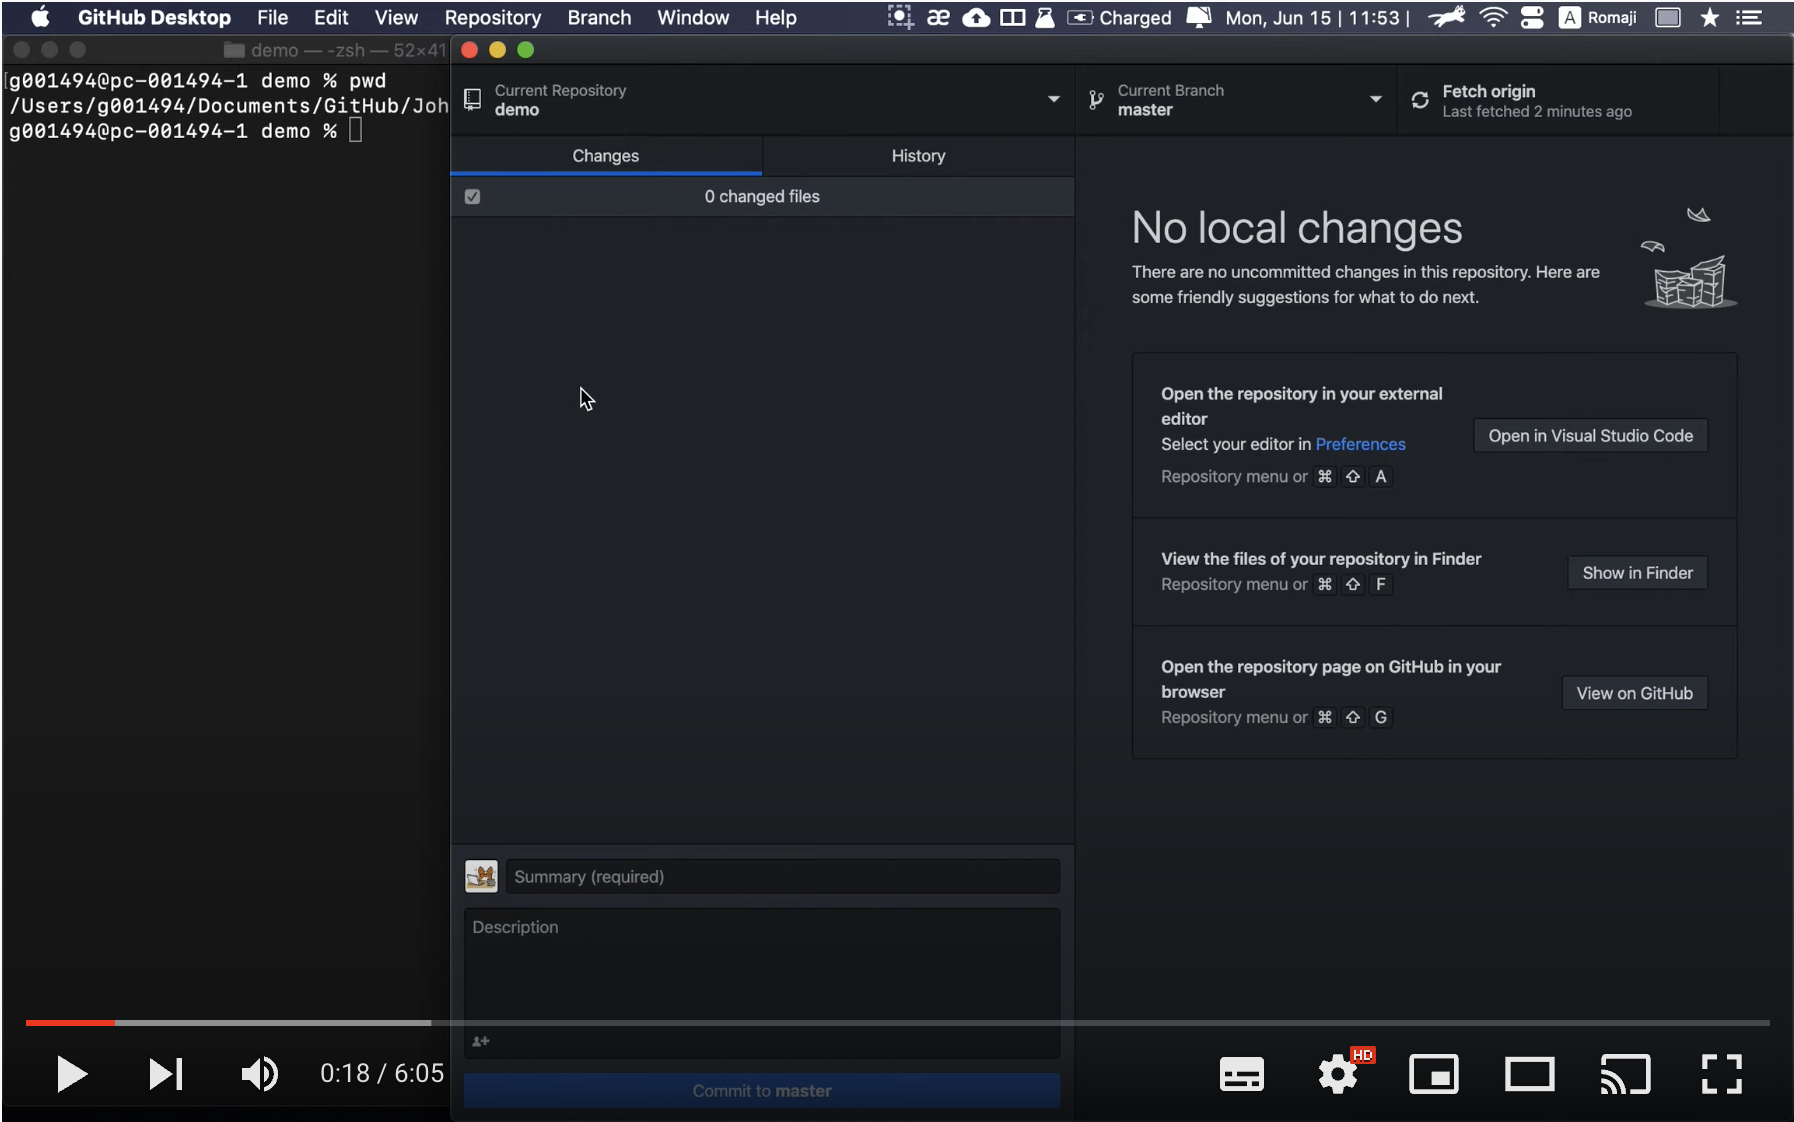 GitHub Desktop File Edit View Repository Branch Window Help æ Charged Mon, Jun 15 | 11:53 | A Romaji
demo — -zsh — 52×41
g001494@pc-001494-1 demo % pwd
/Users/g001494/Documents/GitHub/Joh
g001494@pc-001494-1 demo %
Current Repository
demo
Current Branch
master
Fetch origin
Last fetched 2 minutes ago
Changes
History
0 changed files
No local changes
There are no uncommitted changes in this repository. Here are
some friendly suggestions for what to do next.
Open the repository in your external
editor
Select your editor in Preferences
Repository menu or ⌘ ⇧ A
Open in Visual Studio Code
View the files of your repository in Finder
Repository menu or ⌘ ⇧ F
Show in Finder
Open the repository page on GitHub in your
browser
Repository menu or ⌘ ⇧ G
View on GitHub
Summary (required)
Description
Commit to master
0:18 / 6:05
HD